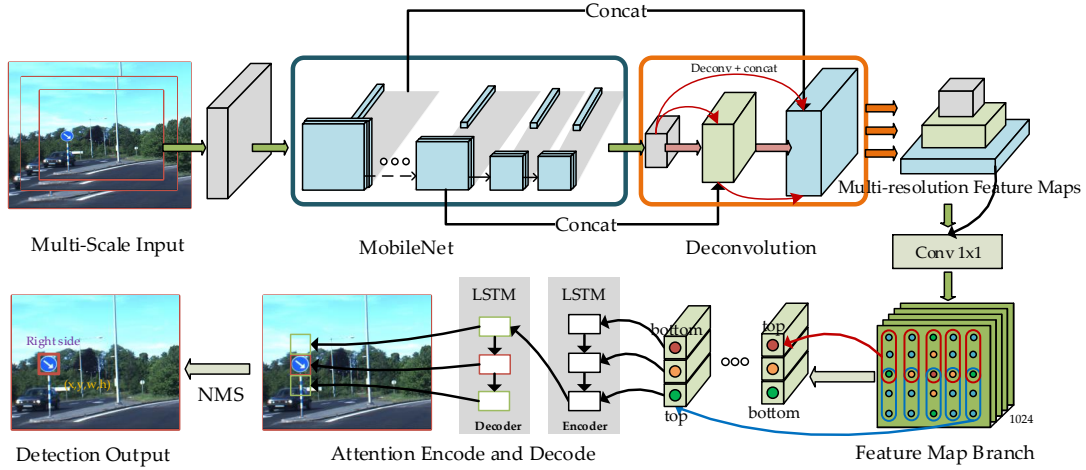 Concat
Deconv + concat
Multi-resolution Feature Maps
Concat
Multi-Scale Input
MobileNet
Deconvolution
Conv 1x1
LSTM
LSTM
Right side
(x,y,w,h)
bottom
top
NMS
top
bottom
Decoder
Encoder
1024
Detection Output
Attention Encode and Decode
Feature Map Branch